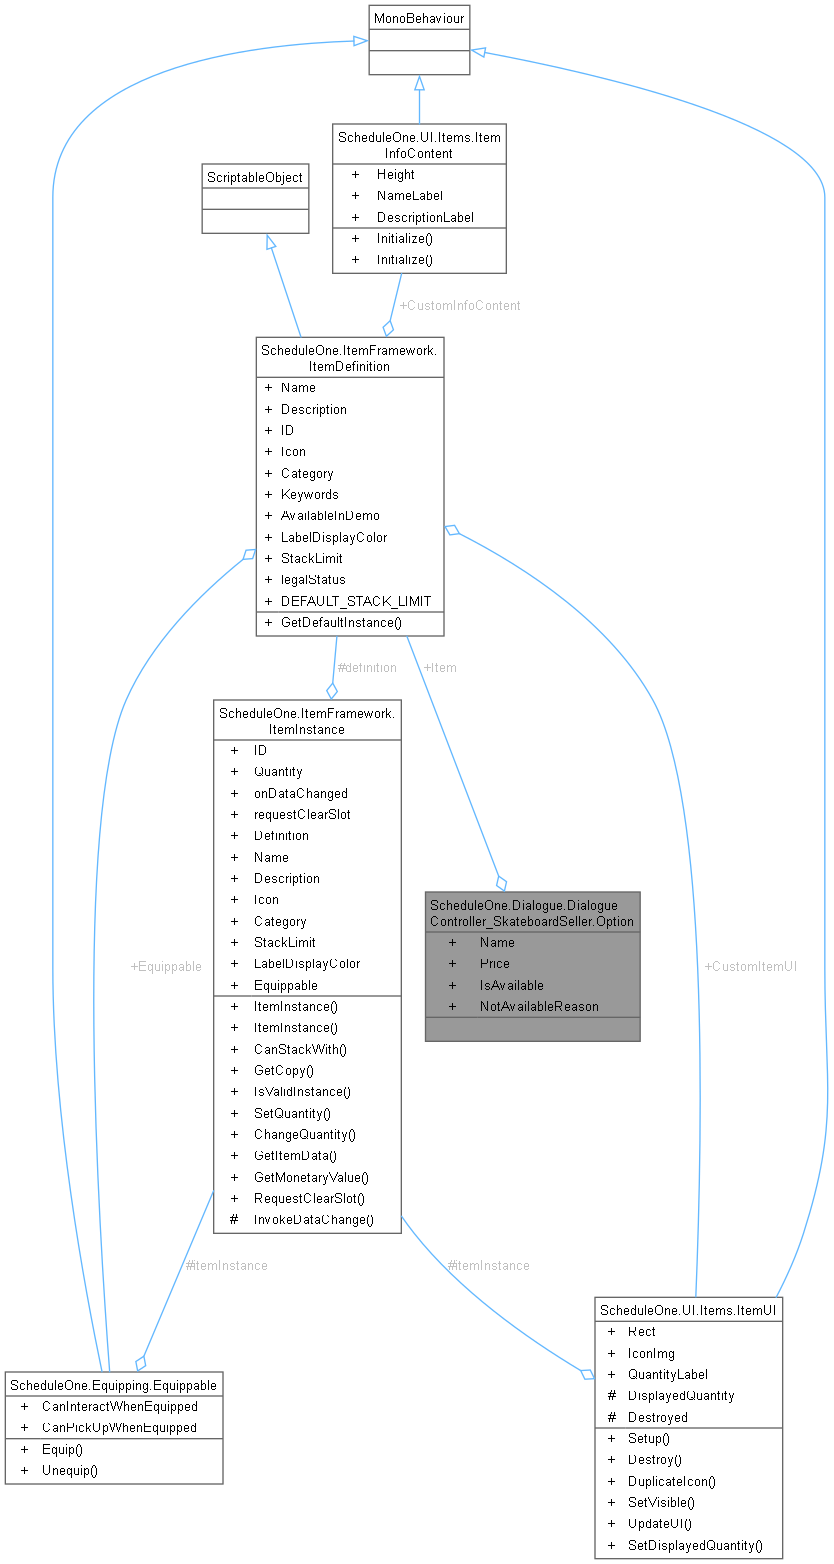 MonoBehaviour
ScheduleOne.UI.Items.Item
InfoContent
+ Height
+ NameLabel
+ DescriptionLabel
+ Initialize()
+ Initialize()
ScriptableObject
+CustomInfoContent
ScheduleOne.ItemFramework.
ItemDefinition
+ Name
+ Description
+ ID
+ Icon
+ Category
+ Keywords
+ AvailableInDemo
+ LabelDisplayColor
+ StackLimit
+ legalStatus
+ DEFAULT_STACK_LIMIT
+ GetDefaultInstance()
#definition
+Item
ScheduleOne.ItemFramework.
ItemInstance
+ ID
+ Quantity
+ onDataChanged
+ requestClearSlot
+ Definition
+ Name
+ Description
+ Icon
+ Category
+ StackLimit
+ LabelDisplayColor
+ Equippable
+ ItemInstance()
+ ItemInstance()
+ CanStackWith()
+ GetCopy()
+ IsValidInstance()
+ SetQuantity()
+ ChangeQuantity()
+ GetItemData()
+ GetMonetaryValue()
+ RequestClearSlot()
# InvokeDataChange()
ScheduleOne.Dialogue.Dialogue
Controller_SkateboardSeller.Option
+ Name
+ Price
+ IsAvailable
+ NotAvailableReason
+Equippable
+CustomItemUI
#itemInstance
#itemInstance
ScheduleOne.UI.Items.ItemUI
+ Rect
+ IconImg
+ QuantityLabel
# DisplayedQuantity
# Destroyed
+ Setup()
+ Destroy()
+ DuplicateIcon()
+ SetVisible()
+ UpdateUI()
+ SetDisplayedQuantity()
ScheduleOne.Equipping.Equippable
+ CanInteractWhenEquipped
+ CanPickUpWhenEquipped
+ Equip()
+ Unequip()